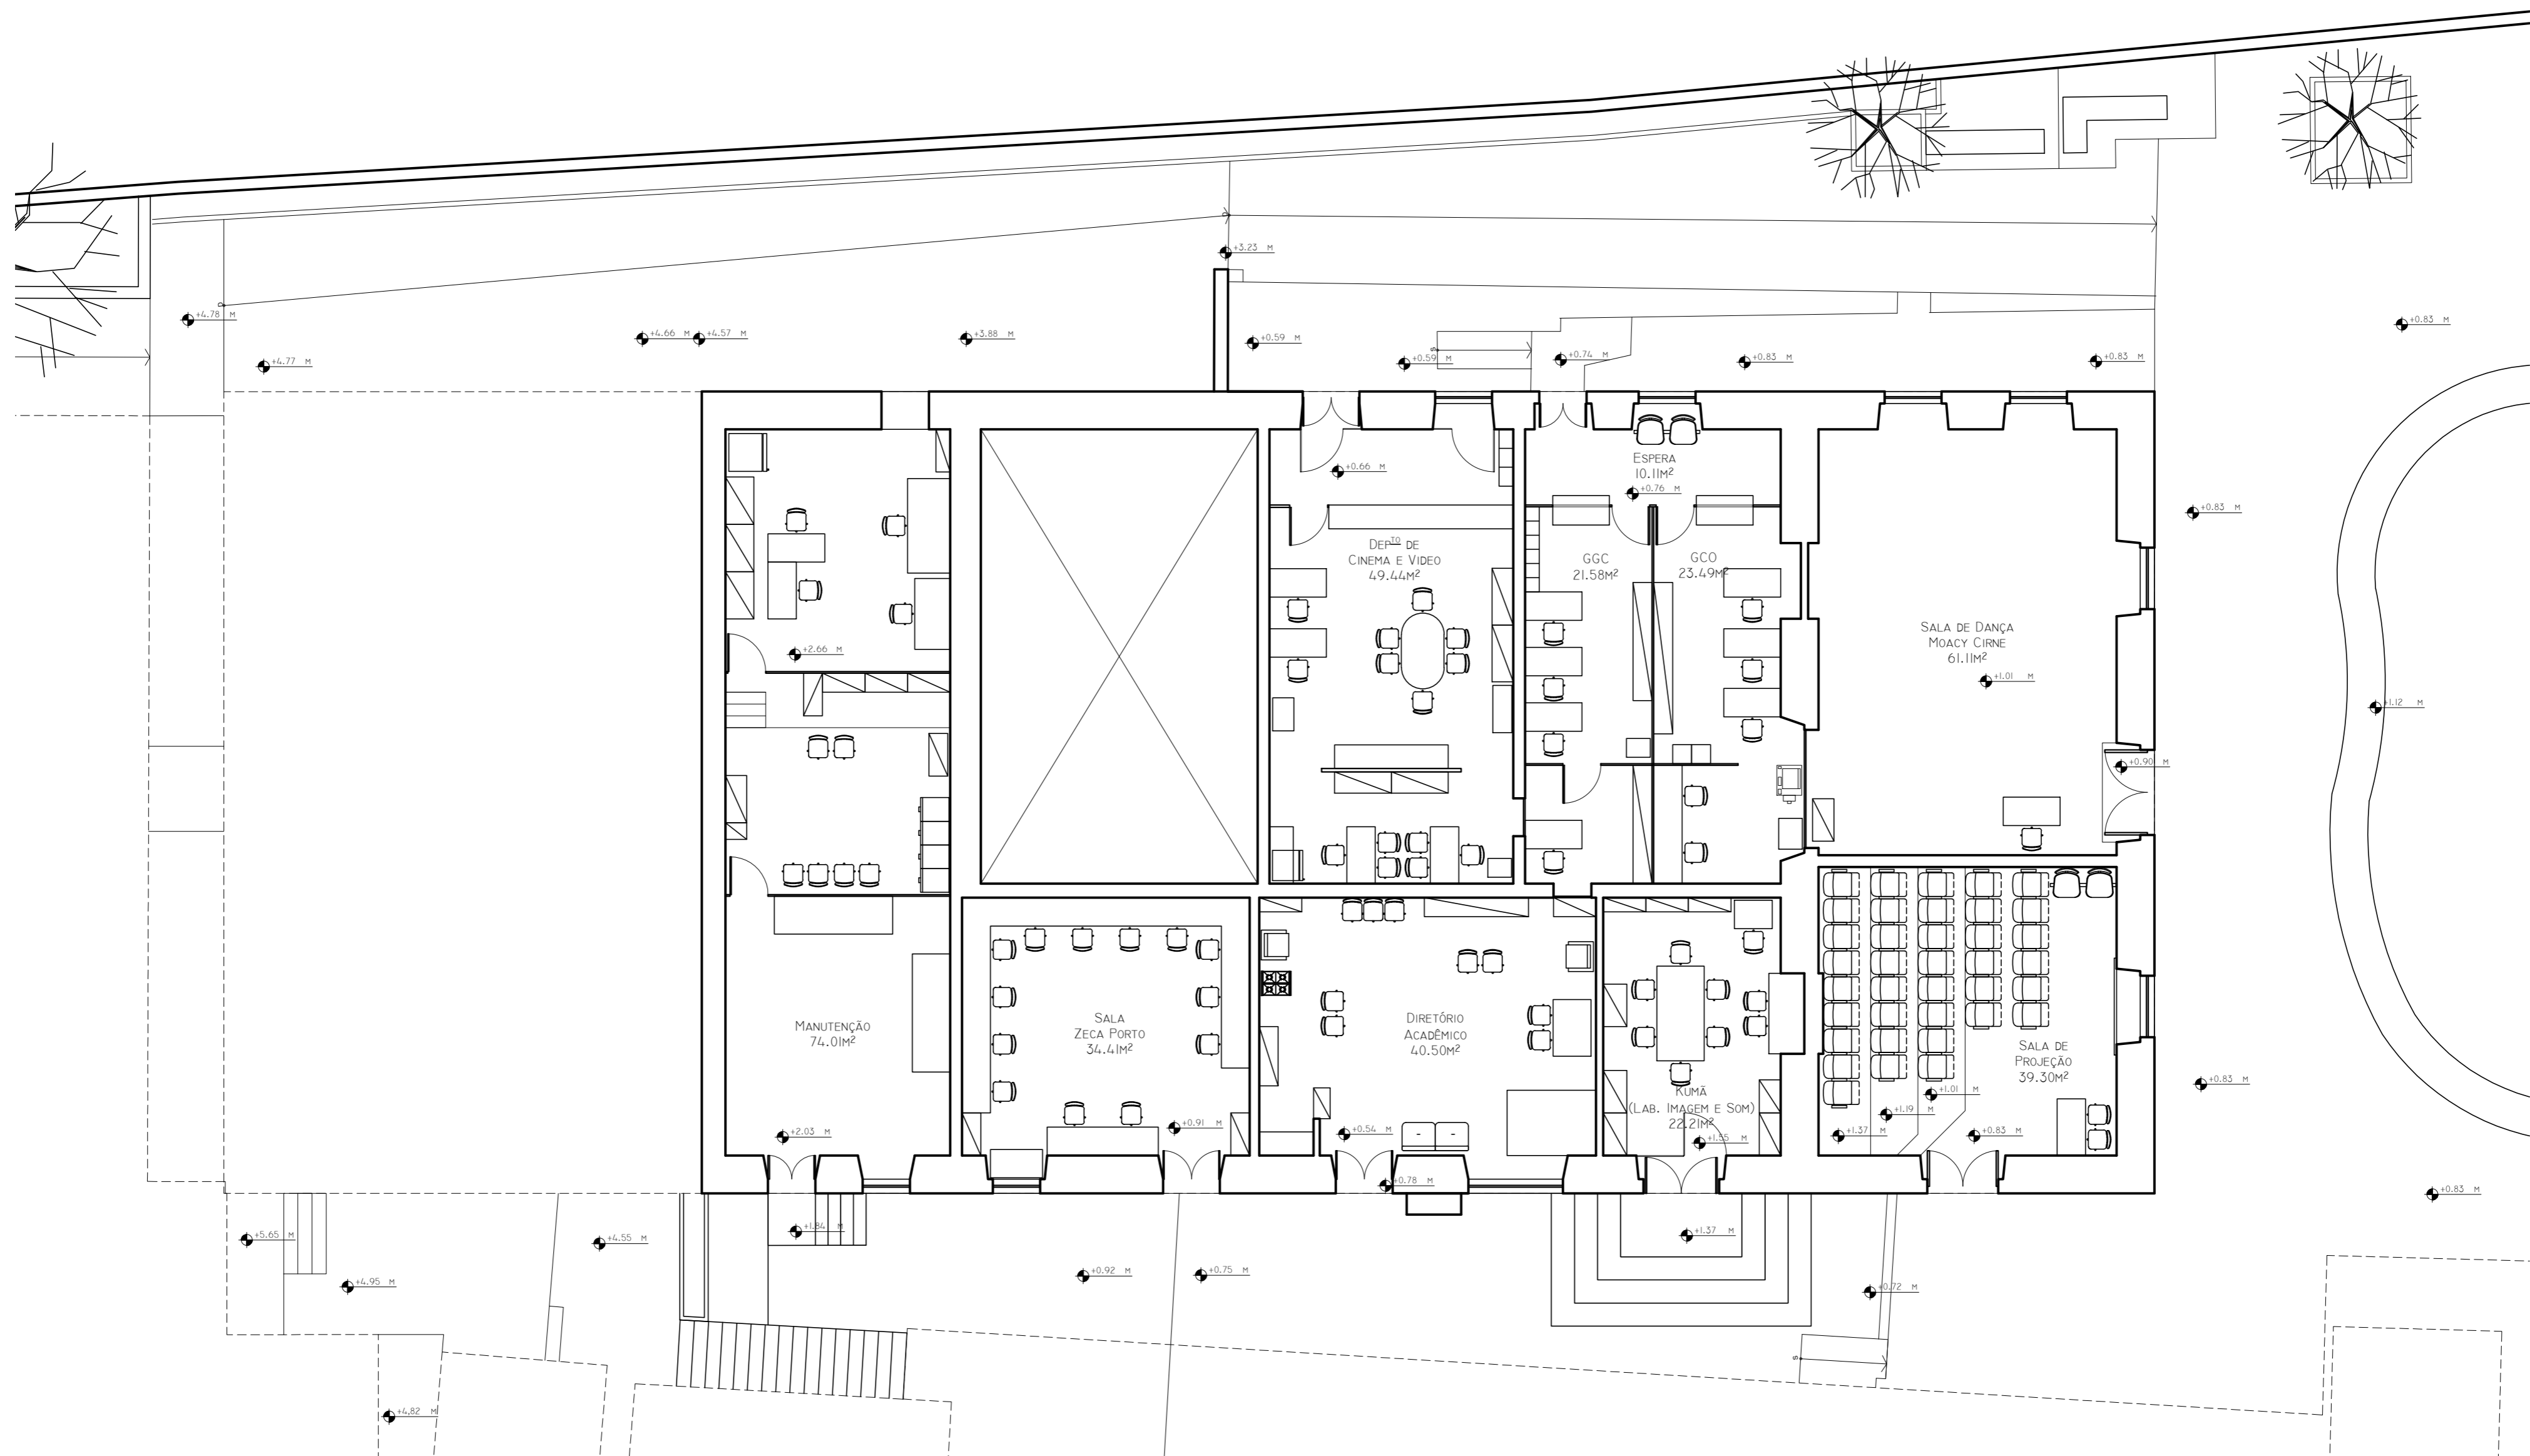 +3.23 M
+4.78 M
+4.77 M
+4.66 M
+4.57 M
+3.88 M
+0.59 M
+0.59 M
+0.74 M
+0.83 M
+0.83 M
+0.83 M
ESPERA
10.11M²
+0.76 M
+0.66 M
+0.83 M
DEPTO DE
CINEMA E VIDEO
49.44M²
GGC
21.58M²
GCO
23.49M²
SALA DE DANÇA
MOACY CIRNE
61.11M²
+1.01 M
+2.66 M
+1.12 M
+0.90 M
MANUTENÇÃO
74.01M²
+2.03 M
SALA
ZECA PORTO
34.41M²
+0.91 M
DIRETÓRIO
ACADÊMICO
40.50M²
+0.54 M
KUMÃ
(LAB. IMAGEM E SOM)
22.21M²
+1.55 M
SALA DE
PROJEÇÃO
39.30M²
+1.01 M
+1.19 M
+1.37 M
+0.83 M
+0.83 M
+0.78 M
+0.83 M
+5.65 M
+4.55 M
+1.84 M
+1.37 M
+4.95 M
+0.92 M
+0.75 M
+0.72 M
+4,82 M